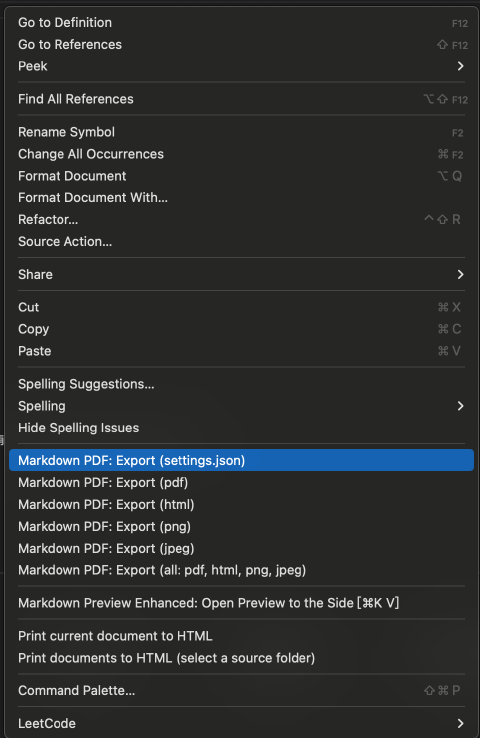 Go to Definition F12
Go to References ⇧ F12
Peek
Find All References ⌥ ⇧ F12
Rename Symbol F2
Change All Occurrences ⌘ F2
Format Document ⌥ Q
Format Document With...
Refactor... ^ ⇧ R
Source Action...
Share
Cut ⌘ X
Copy ⌘ C
Paste ⌘ V
Spelling Suggestions...
Spelling
Hide Spelling Issues
Markdown PDF: Export (settings.json)
Markdown PDF: Export (pdf)
Markdown PDF: Export (html)
Markdown PDF: Export (png)
Markdown PDF: Export (jpeg)
Markdown PDF: Export (all: pdf, html, png, jpeg)
Markdown Preview Enhanced: Open Preview to the Side [⌘K V]
Print current document to HTML
Print documents to HTML (select a source folder)
Command Palette... ⇧ ⌘ P
LeetCode